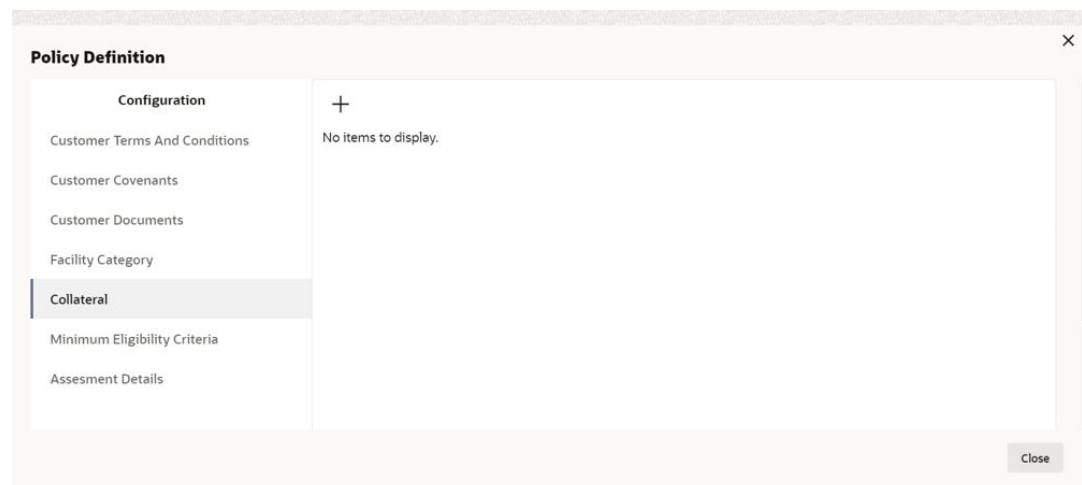 Policy Definition
Configuration
Customer Terms And Conditions
Customer Covenants
Customer Documents
Facility Category
Collateral
Minimum Eligibility Criteria
Assesment Details
No items to display.
Close